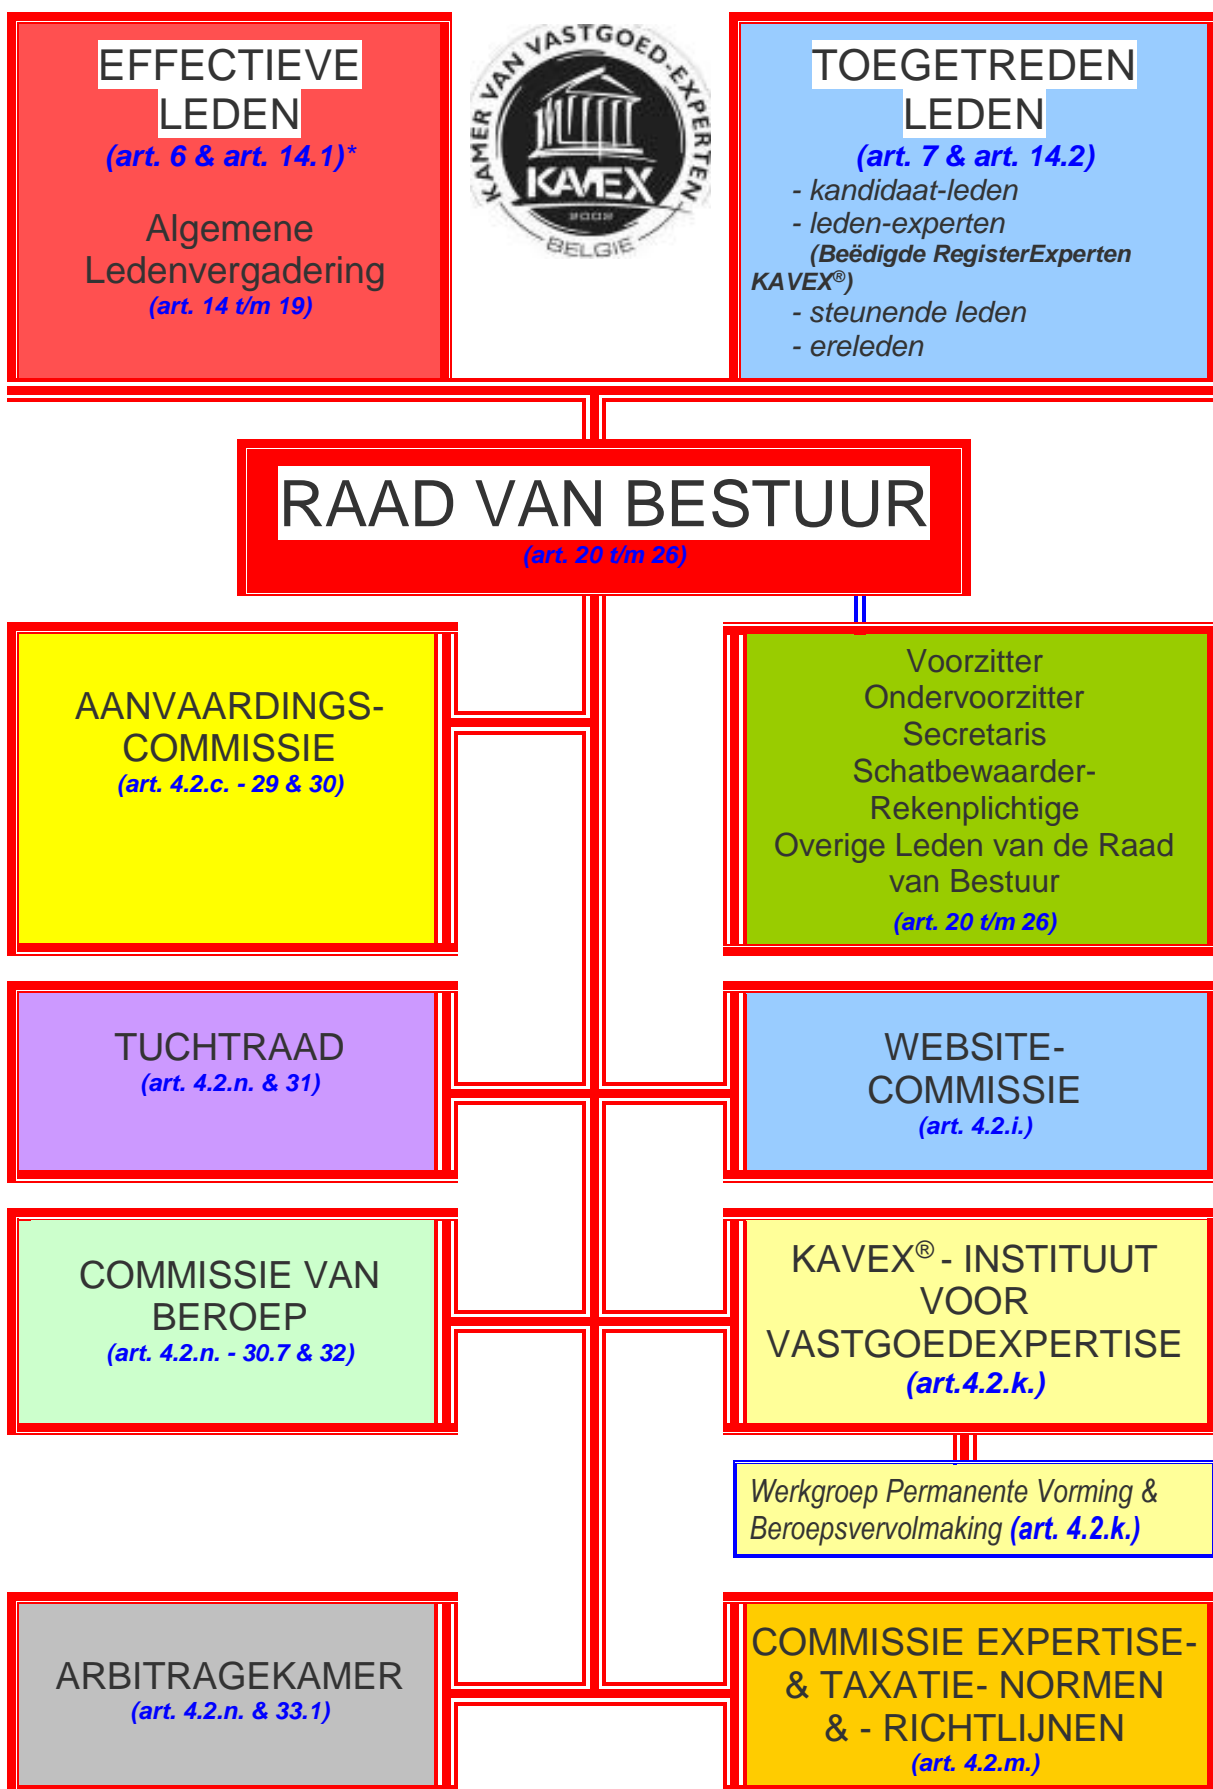 EFFECTIEVE
LEDEN
(art. 6 & art. 14.1)*
Algemene
Ledenvergadering
(art. 14 t/m 19)
KAMER VAN VASTGOED-EXPERTEN
KAVEX
2002
BELGIE
TOEGETREDEN
LEDEN
(art. 7 & art. 14.2)
- kandidaat-leden
- leden-experten
(Beëdigde RegisterExperten
KAVEX®)
- steunende leden
- ereleden
RAAD VAN BESTUUR
(art. 20 t/m 26)
AANVAARDINGS-
COMMISSIE
(art. 4.2.c. - 29 & 30)
Voorzitter
Ondervoorzitter
Secretaris
Schatbewaarder-
Rekenplichtige
Overige Leden van de Raad
van Bestuur
(art. 20 t/m 26)
TUCHTRAAD
(art. 4.2.n. & 31)
WEBSITE-
COMMISSIE
(art. 4.2.i.)
COMMISSIE VAN
BEROEP
(art. 4.2.n. - 30.7 & 32)
KAVEX® - INSTITUUT
VOOR
VASTGOEDEXPERTISE
(art.4.2.k.)
Werkgroep Permanente Vorming &
Beroepsvervolmaking (art. 4.2.k.)
ARBITRAGEKAMER
(art. 4.2.n. & 33.1)
COMMISSIE EXPERTISE-
& TAXATIE- NORMEN
& - RICHTLIJNEN
(art. 4.2.m.)